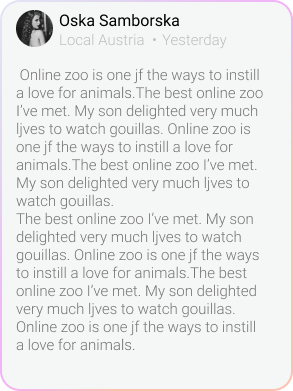 Oska Samborska
Local Austria • Yesterday
Online zoo is one jf the ways to instill
a love for animals.The best online zoo
I've met. My son delighted very much
ljves to watch gouillas. Online zoo is
one jf the ways to instill a love for
animals.The best online zoo I've met.
My son delighted very much ljves to
watch gouillas.
The best online zoo I've met. My son
delighted very much ljves to watch
gouillas. Online zoo is one jf the ways
to instill a love for animals.The best
online zoo I've met. My son delighted
very much ljves to watch gouillas.
Online zoo is one jf the ways to instill
a love for animals.